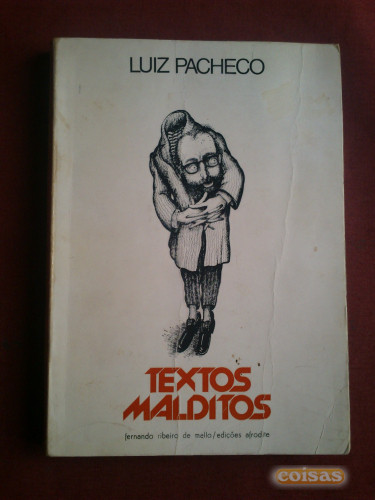 LUIZ PACHECO
TEXTOS
MALDITOS
fernando ribeiro de mello/edições afrodite
coisas